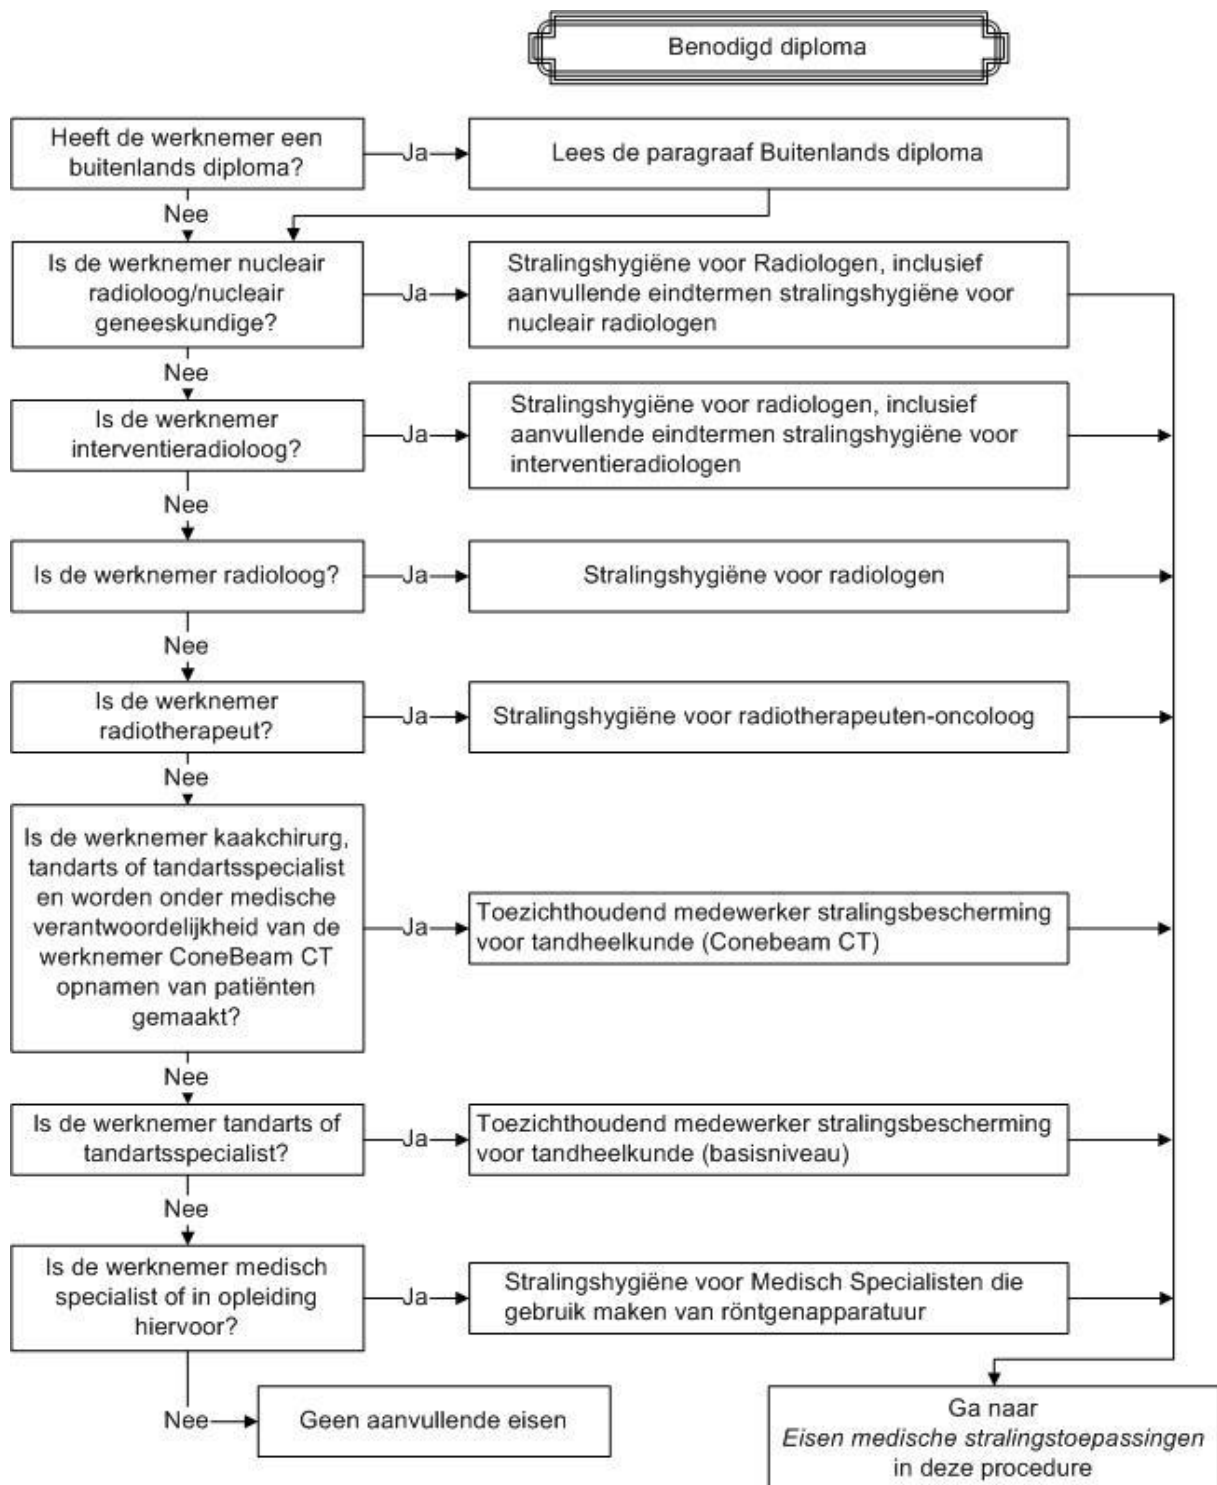 Benodigd diploma
Heeft de werknemer een
buitenlands diploma?
Ja
Lees de paragraaf Buitenlands diploma
Nee
Is de werknemer nucleair
radioloog/nucleair
geneeskundige?
Ja
Stralingshygiëne voor Radiologen, inclusief
aanvullende eindtermen stralingshygiëne voor
nucleair radiologen
Nee
Is de werknemer
interventieradioloog?
Ja
Stralingshygiëne voor radiologen, inclusief
aanvullende eindtermen stralingshygiëne voor
interventieradiologen
Nee
Is de werknemer radioloog?
Ja
Stralingshygiëne voor radiologen
Nee
Is de werknemer
radiotherapeut?
Ja
Stralingshygiëne voor radiotherapeuten-oncoloog
Nee
Is de werknemer kaakchirurg,
tandarts of tandartsspecialist
en worden onder medische
verantwoordelijkheid van de
werknemer ConeBeam CT
opnamen van patiënten
gemaakt?
Ja
Toezichthoudend medewerker stralingsbescherming
voor tandheelkunde (Conebeam CT)
Nee
Is de werknemer tandarts of
tandartsspecialist?
Ja
Toezichthoudend medewerker stralingsbescherming
voor tandheelkunde (basisniveau)
Nee
Is de werknemer medisch
specialist of in opleiding
hiervoor?
Ja
Stralingshygiëne voor Medisch Specialisten die
gebruik maken van röntgenapparatuur
Nee
Geen aanvullende eisen
Ga naar
Eisen medische stralingstoepassingen
in deze procedure